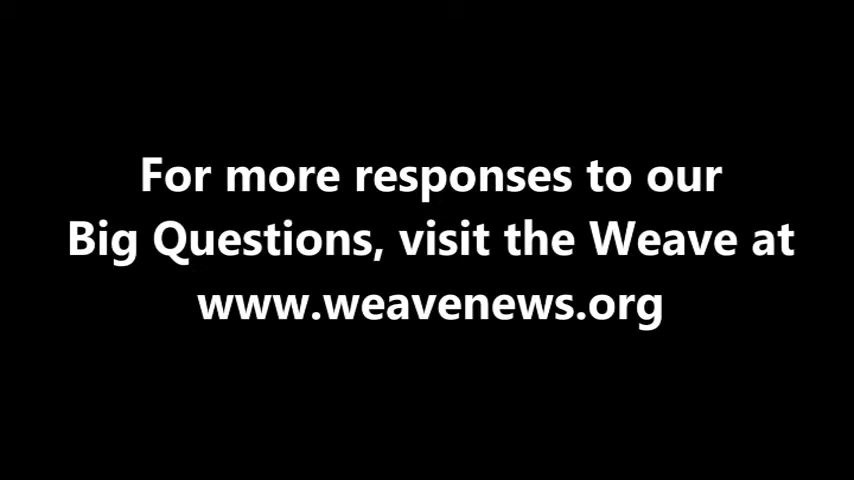 For more responses to our
Big Questions, visit the Weave at
www.weavenews.org